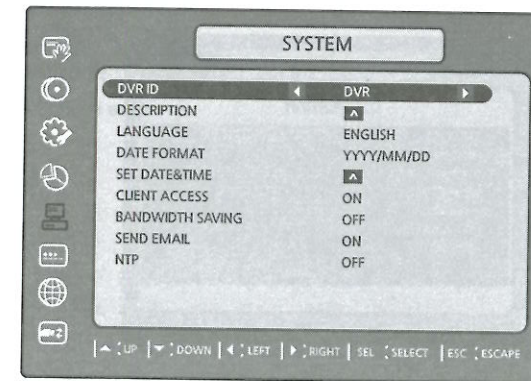 SYSTEM
DVR ID DVR
DESCRIPTION
LANGUAGE ENGLISH
DATE FORMAT YYYY/MM/DD
SET DATE&TIME
CLIENT ACCESS ON
BANDWIDTH SAVING OFF
SEND EMAIL ON
NTP OFF
▲ : UP | ▼ : DOWN | ◀ : LEFT | ▶ : RIGHT | SEL : SELECT | ESC : ESCAPE